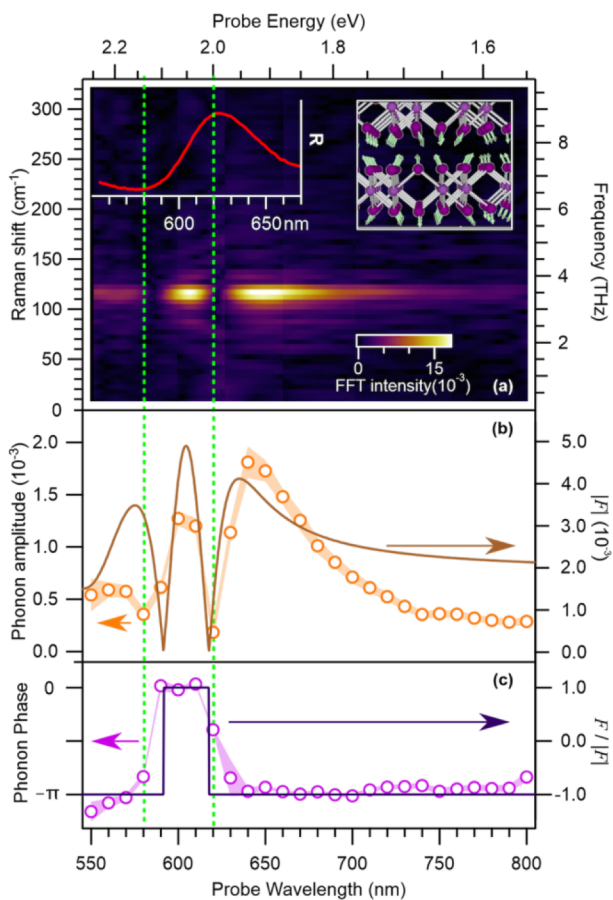 Probe Energy (eV)
2.2 2.0 1.8 1.6
Raman shift (cm⁻¹)
300
250
200
150
100
50
0
R
600 650nm
Frequency (THz)
8
6
4
2
0 15
FFT intensity(10⁻³)
(a)
Phonon amplitude (10⁻³)
2.0
1.5
1.0
0.5
0.0
(b)
5.0
4.0
3.0
2.0
1.0
0.0
|F| (10⁻³)
Phonon Phase
0
−π
(c)
1.0
0.0
-1.0
F / |F|
550 600 650 700 750 800
Probe Wavelength (nm)